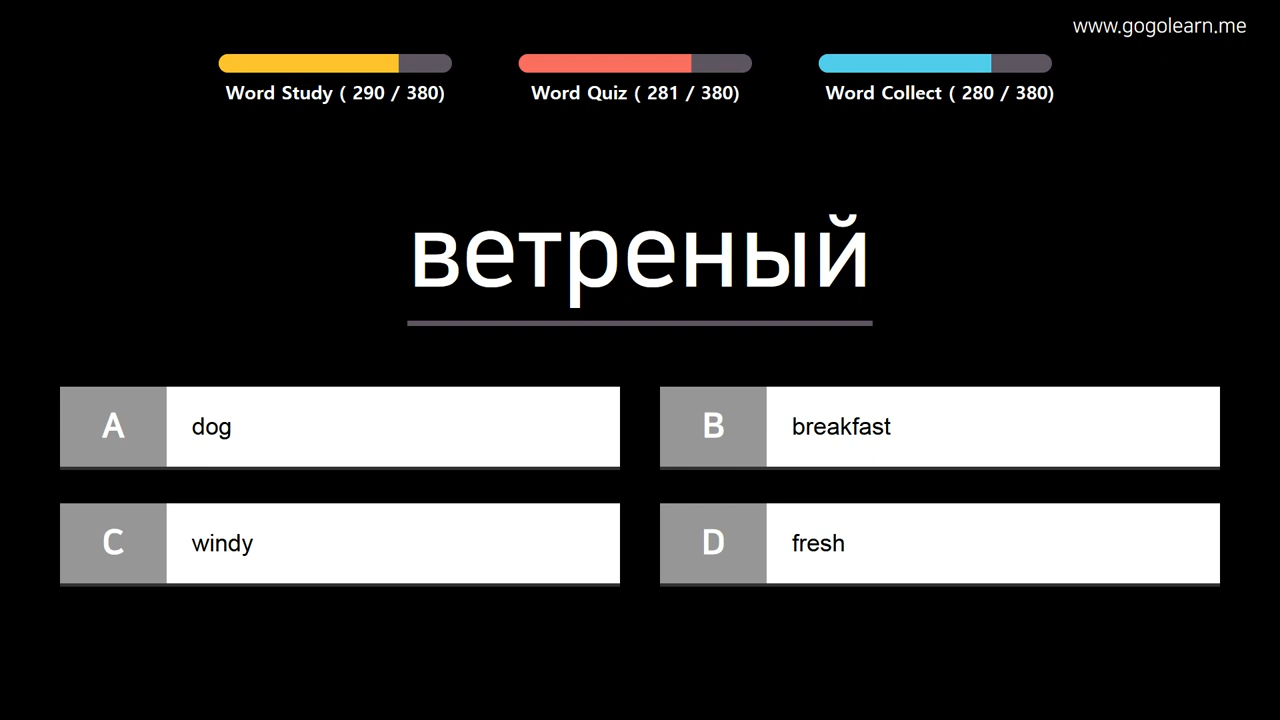 www.gogolearn.me
Word Study ( 290 / 380)
Word Quiz ( 281 / 380)
Word Collect ( 280 / 380)
ветреный
A dog
B breakfast
C windy
D fresh